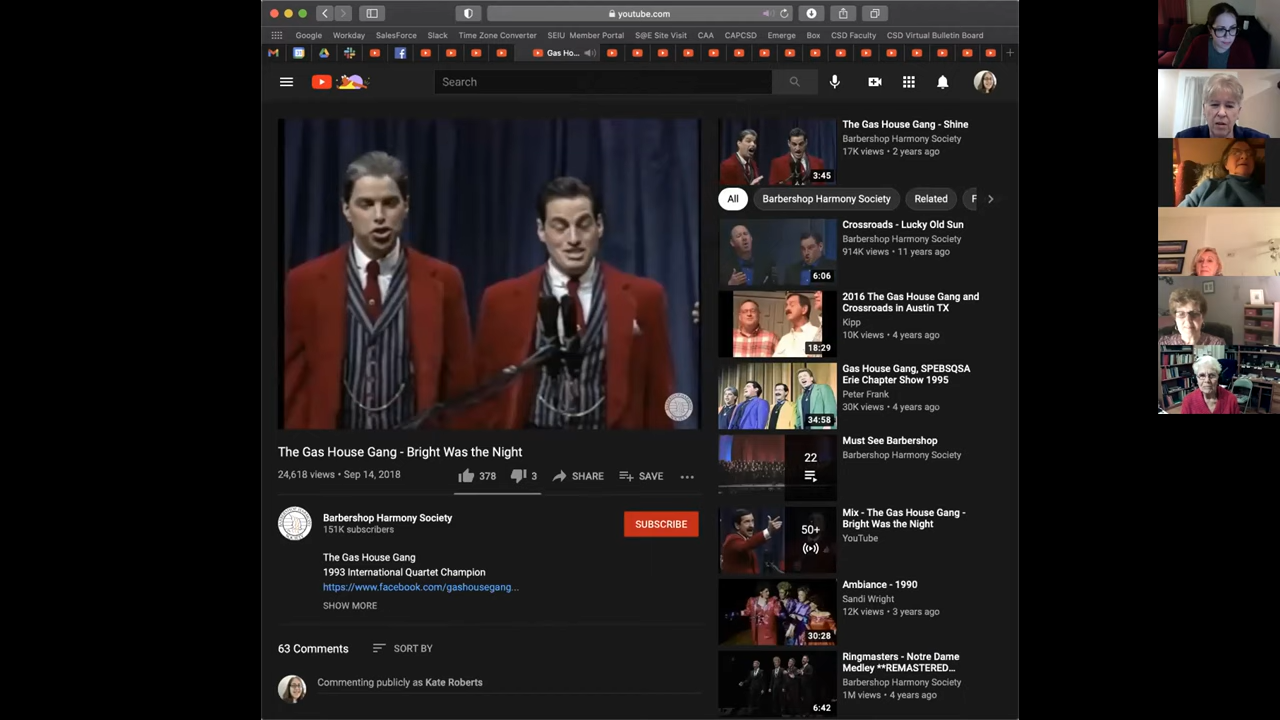 youtube.com
Google Workday SalesForce Slack Time Zone Converter SEIU Member Portal S@E Site Visit CAA CAPCSD Emerge Box CSD Faculty CSD Virtual Bulletin Board
Gas Ho...
Search
The Gas House Gang - Bright Was the Night
24,618 views • Sep 14, 2018
378
3
SHARE
SAVE
Barbershop Harmony Society
151K subscribers
SUBSCRIBE
The Gas House Gang
1993 International Quartet Champion
https://www.facebook.com/gashousegang...
SHOW MORE
63 Comments
SORT BY
Commenting publicly as Kate Roberts
The Gas House Gang - Shine
Barbershop Harmony Society
17K views • 2 years ago
3:45
All
Barbershop Harmony Society
Related
F
Crossroads - Lucky Old Sun
Barbershop Harmony Society
914K views • 11 years ago
6:06
2016 The Gas House Gang and
Crossroads in Austin TX
Kipp
10K views • 4 years ago
18:29
Gas House Gang, SPEBSQSA
Erie Chapter Show 1995
Peter Frank
30K views • 4 years ago
34:58
Must See Barbershop
Barbershop Harmony Society
22
Mix - The Gas House Gang -
Bright Was the Night
YouTube
50+
Ambiance - 1990
Sandi Wright
12K views • 3 years ago
30:28
Ringmasters - Notre Dame
Medley **REMASTERED...
Barbershop Harmony Society
1M views • 4 years ago
6:42